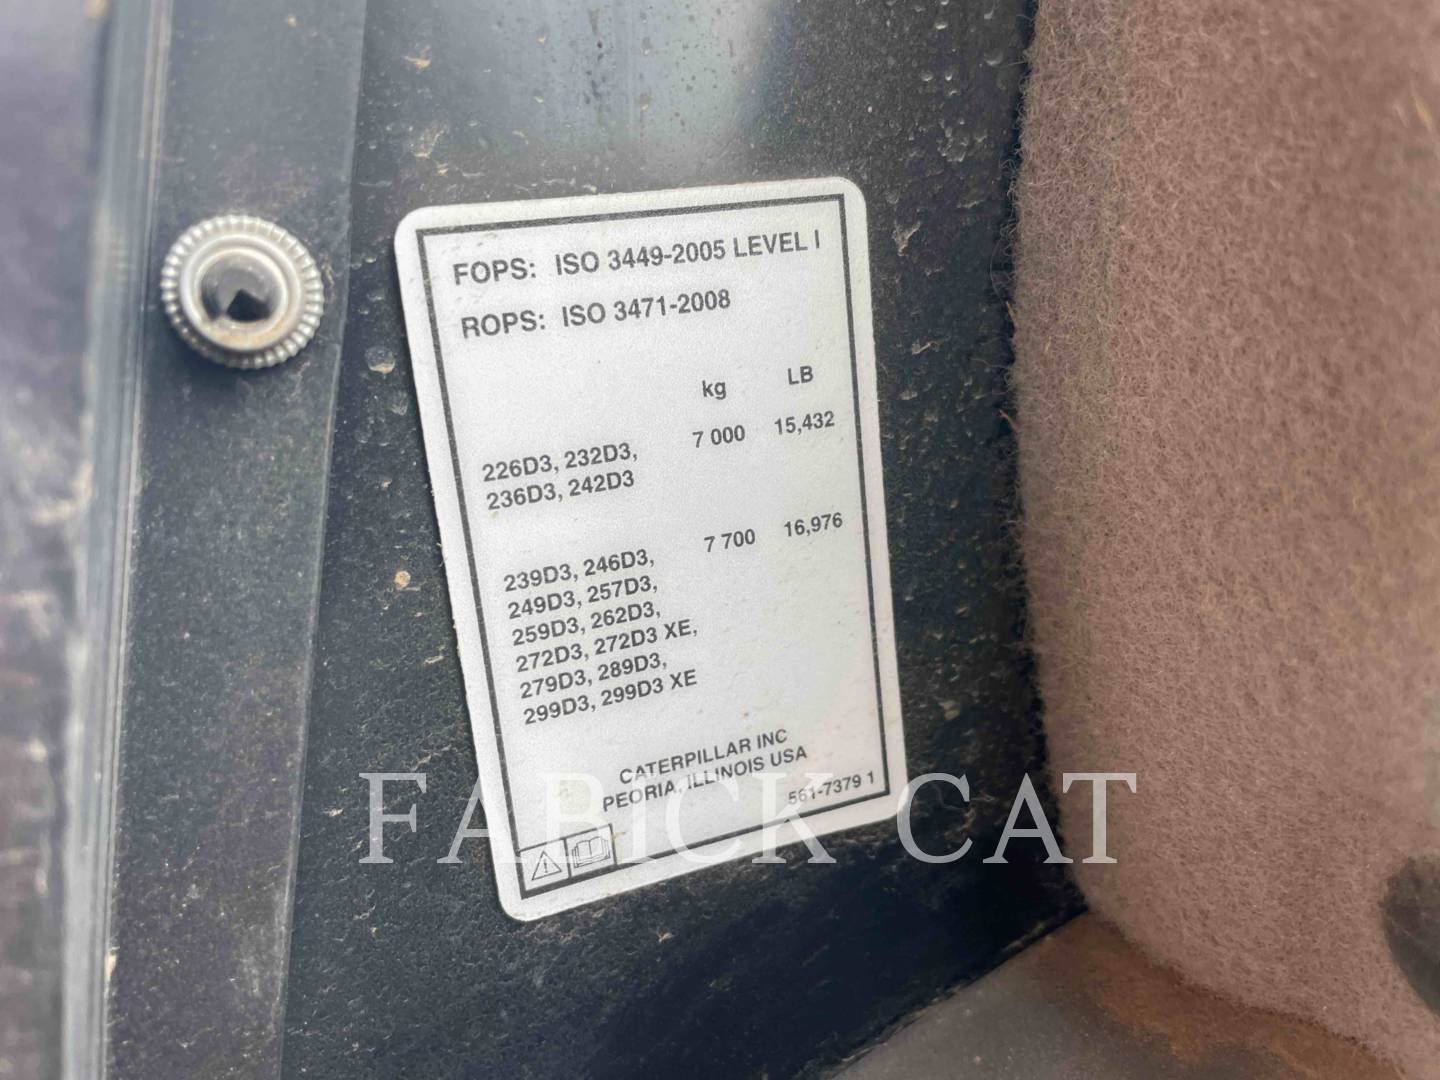 FOPS: ISO 3449-2005 LEVEL I
ROPS: ISO 3471-2008
kg LB
226D3, 232D3, 7 000 15,432
236D3, 242D3
239D3, 246D3, 7 700 16,976
249D3, 257D3,
259D3, 262D3,
272D3, 272D3 XE,
279D3, 289D3,
299D3, 299D3 XE
CATERPILLAR INC
PEORIA, ILLINOIS USA
561-7379 1
FABICK CAT